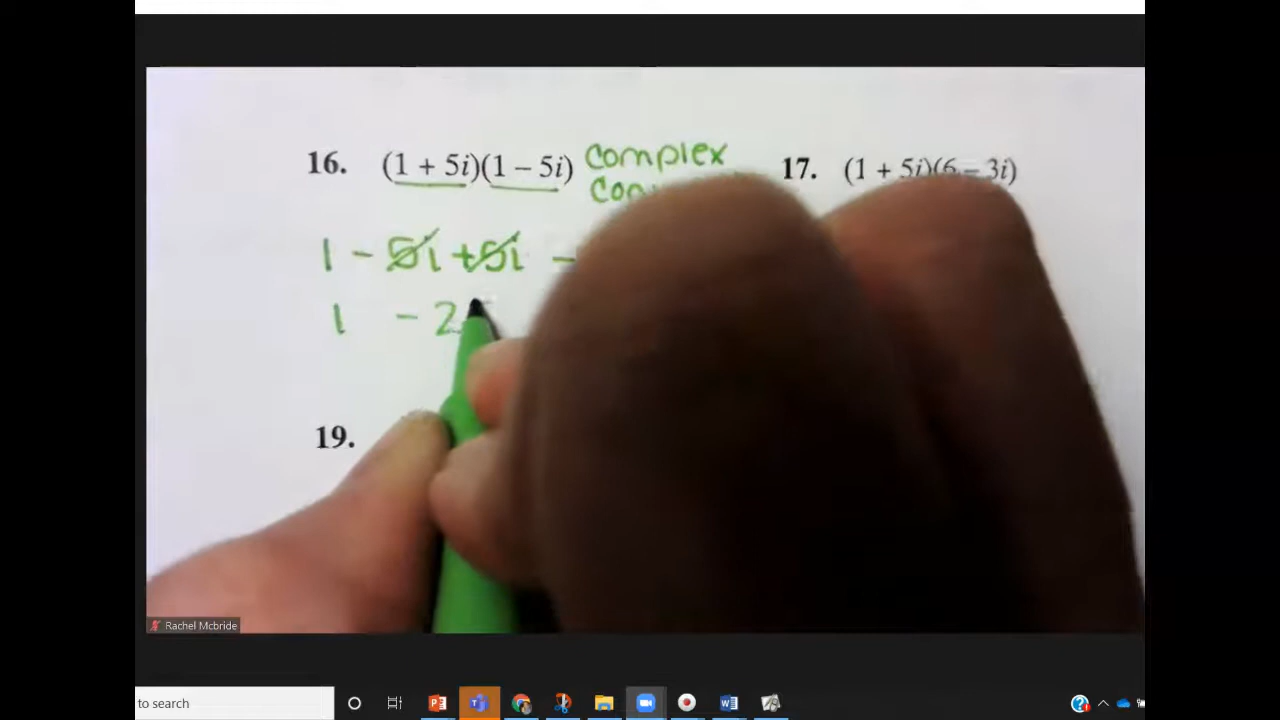 16. (1 + 5i)(1 − 5i) complex
17. (1 + 5i)(6 − 3i)
1 - 5i + 5i -
1 - 2
19.
Rachel Mcbride
to search